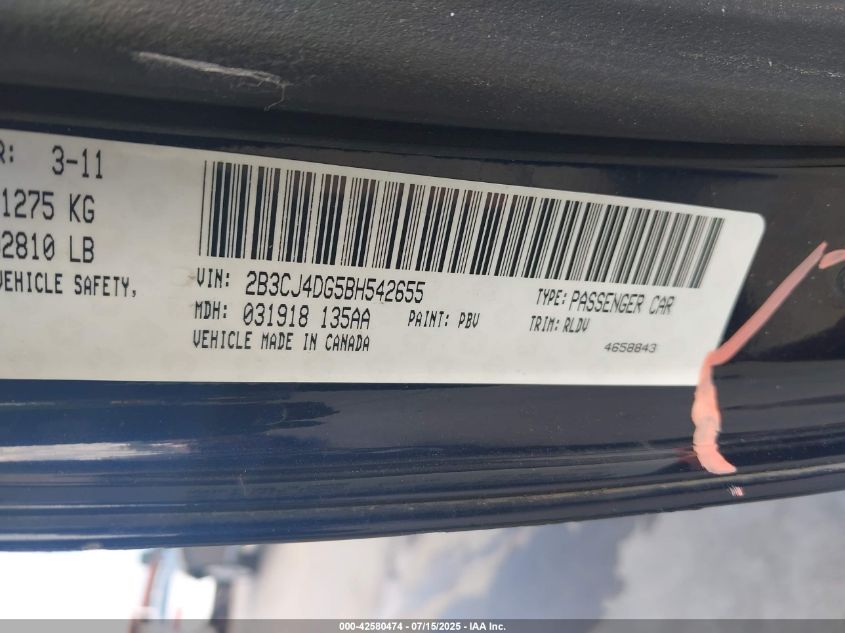 R: 3-11
1275 KG
2810 LB
VEHICLE SAFETY,
VIN: 2B3CJ4DG5BH542655
TYPE: PASSENGER CAR
MDH: 031918 135AA
PAINT: PBV
TRIM: RLDV
VEHICLE MADE IN CANADA
4658843
000-42580474 - 07/15/2025 - IAA Inc.